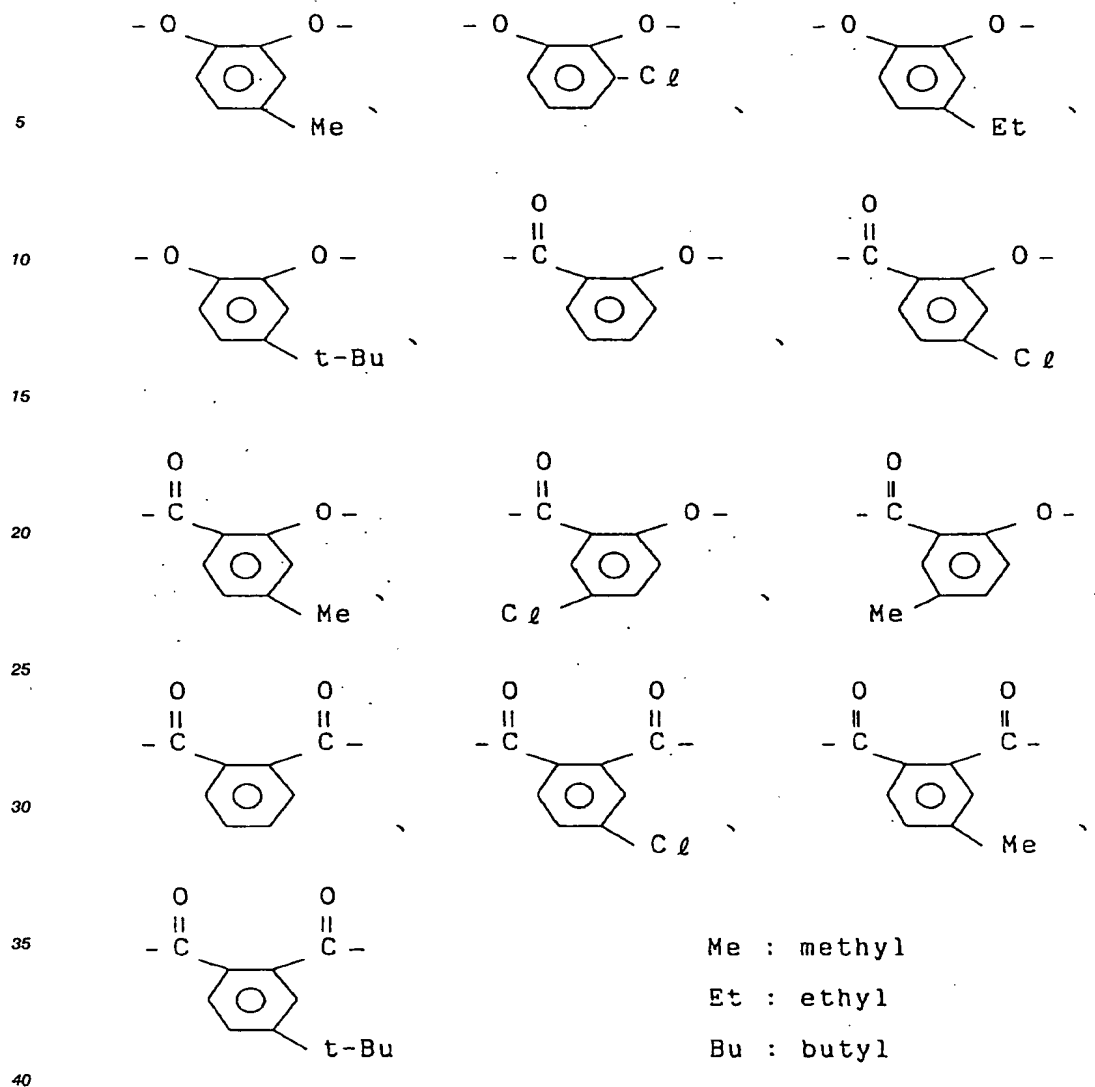 - O O - - O O - - O O -
Cℓ
5 Me 、 、 Et 、
O O
|| ||
10 - O O - - C O - - C O -
t-Bu 、 、 Cℓ 、
15
O O O
|| || ||
20 - C O - - C O - - C O -
Me 、 Cℓ 、 Me
25
O O O O O O
|| || || || || ||
- C C - - C C - - C C -
30 、 Cℓ 、 Me 、
O O
|| ||
35 - C C - Me : methyl
Et : ethyl
t-Bu Bu : butyl
40